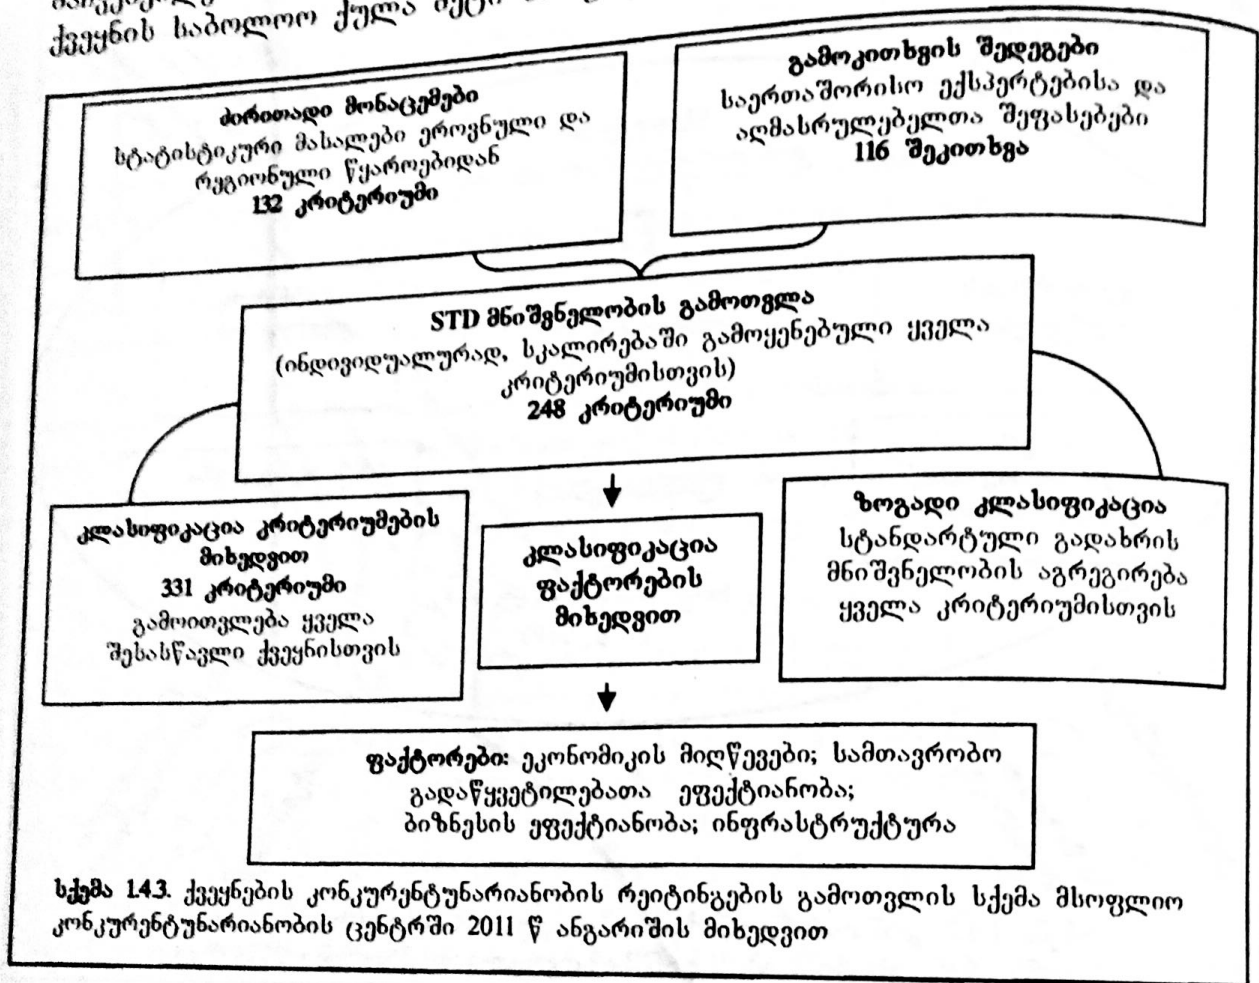 ქვეყნის საბოლოო ქულა
ძირითადი მონაცემები
სტატისტიკური მასალები ეროვნული და
რეგიონული წყაროებიდან
132 კრიტერიუმი
გამოკითხვის შედეგები
საერთაშორისო ექსპერტებისა და
აღმასრულებელთა შეფასებები
116 შეკითხვა
STD მნიშვნელობის გამოთვლა
(ინდივიდუალურად, სკალირებაში გამოყენებული ყველა
კრიტერიუმისთვის)
248 კრიტერიუმი
კლასიფიკაცია კრიტერიუმების
მიხედვით
331 კრიტერიუმი
გამოითვლება ყველა
შესასწავლი ქვეყნისთვის
კლასიფიკაცია
ფაქტორების
მიხედვით
ზოგადი კლასიფიკაცია
სტანდარტული გადახრის
მნიშვნელობის აგრეგირება
ყველა კრიტერიუმისთვის
ფაქტორები: ეკონომიკის მიღწევები; სამთავრობო
გადაწყვეტილებათა ეფექტიანობა;
ბიზნესის ეფექტიანობა; ინფრასტრუქტურა
სქემა 1.4.3. ქვეყნების კონკურენტუნარიანობის რეიტინგების გამოთვლის სქემა მსოფლიო
კონკურენტუნარიანობის ცენტრში 2011 წ ანგარიშის მიხედვით